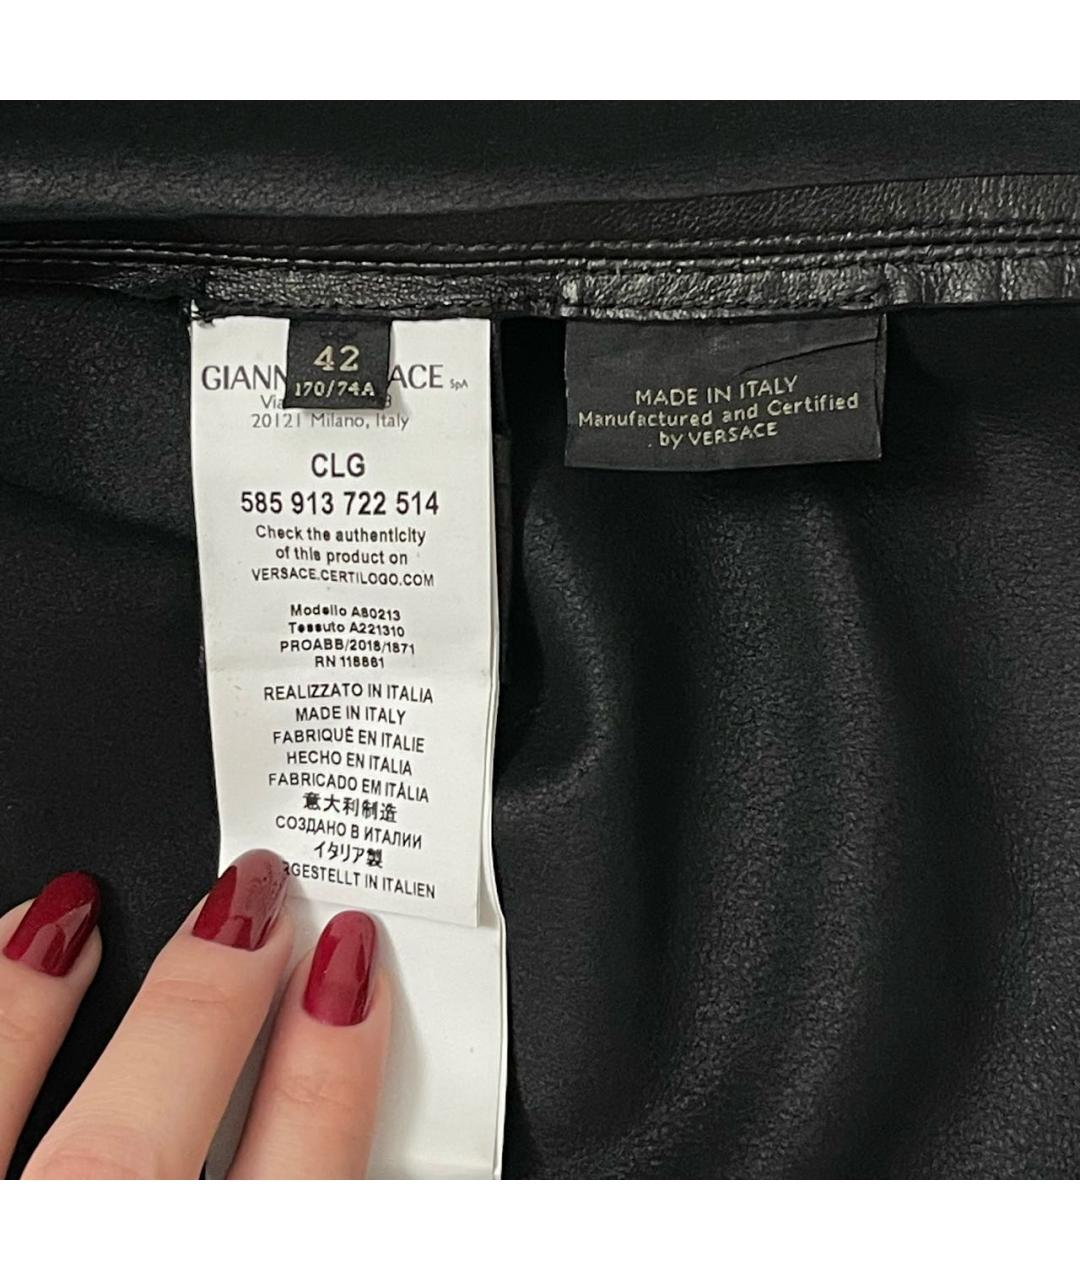 42
170/74A
GIANN ACE SpA
Via 3
20121 Milano, Italy
CLG
585 913 722 514
Check the authenticity
of this product on
VERSACE.CERTILOGO.COM
Modello A80213
Tessuto A221310
PROABB/2018/1871
RN 118861
REALIZZATO IN ITALIA
MADE IN ITALY
FABRIQUÉ EN ITALIE
HECHO EN ITALIA
FABRICADO EM ITÁLIA
意大利制造
СОЗДАНО В ИТАЛИИ
イタリア製
RGESTELLT IN ITALIEN
MADE IN ITALY
Manufactured and Certified
by VERSACE